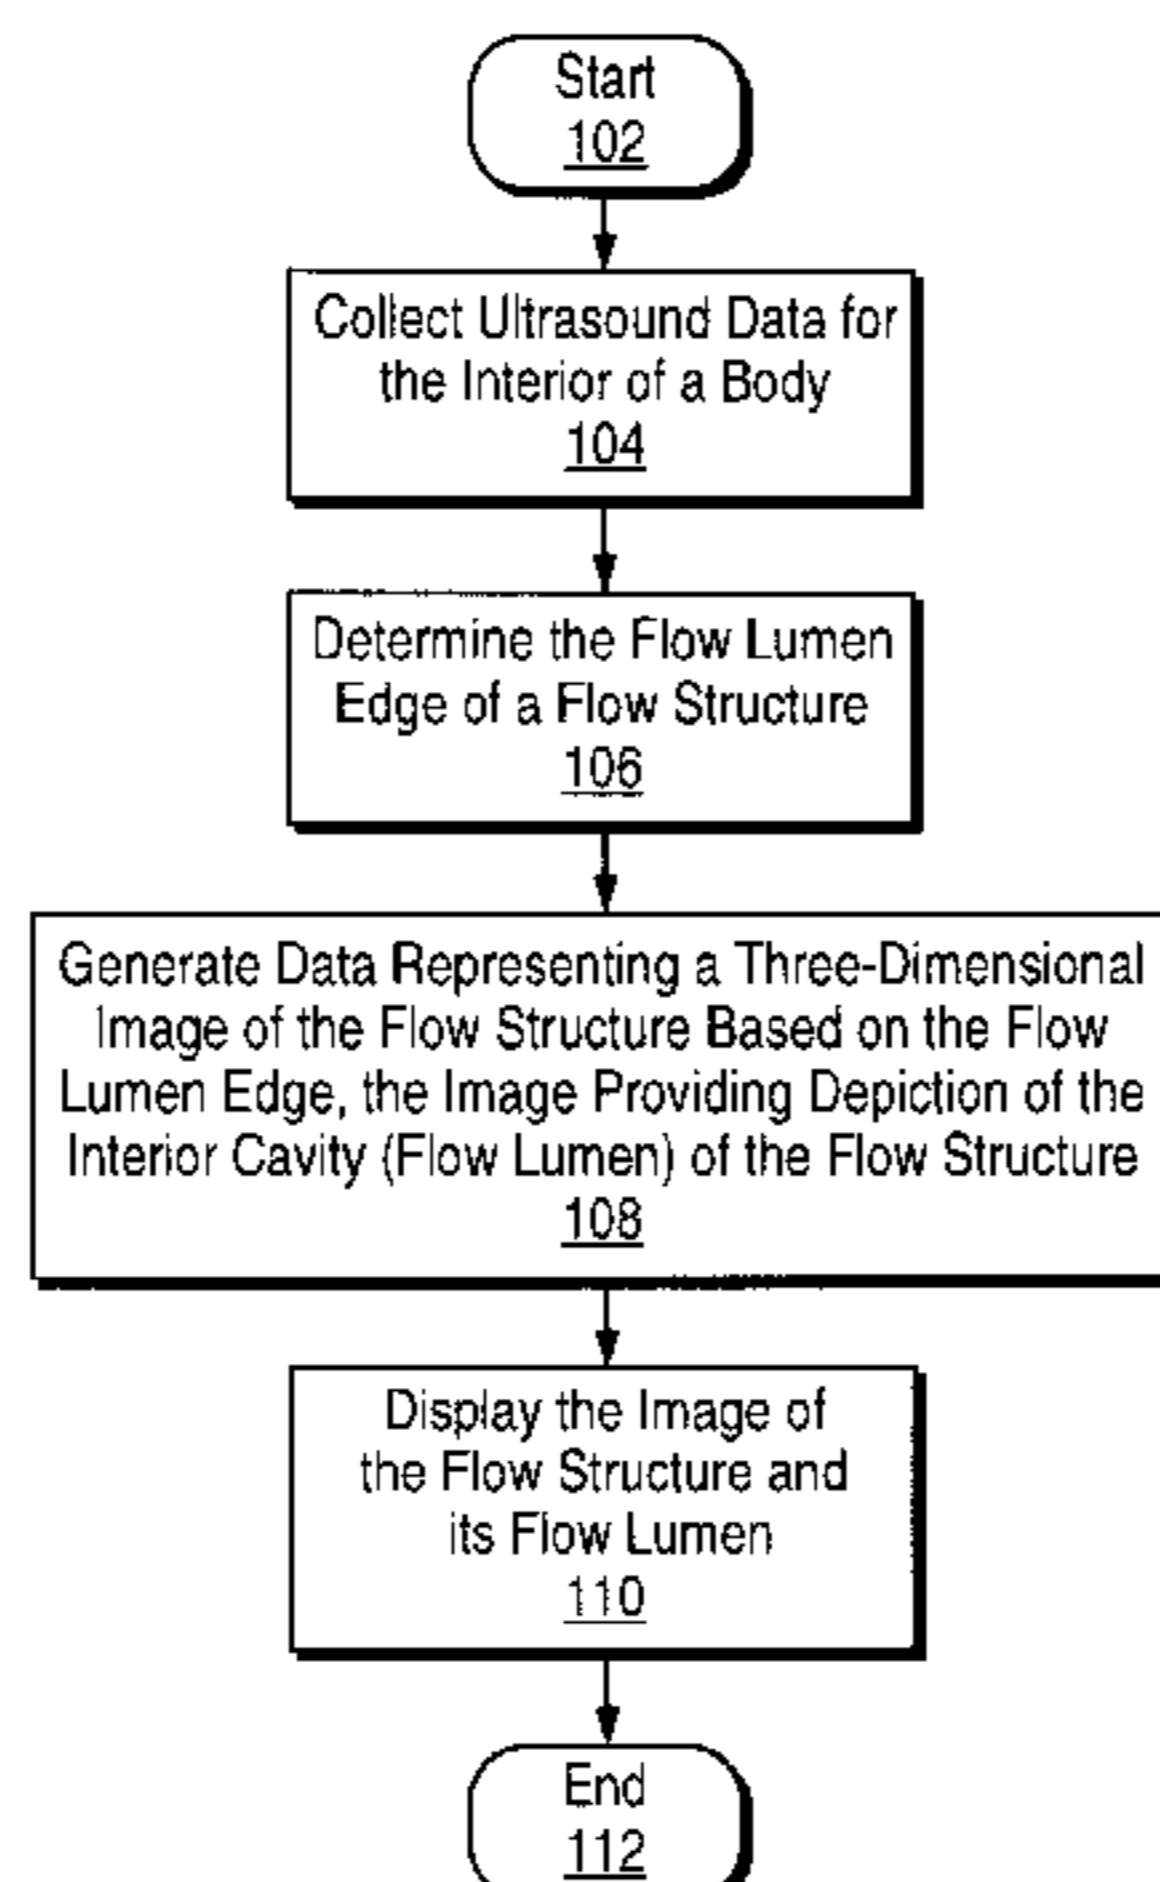 Start
102
Collect Ultrasound Data for
the Interior of a Body
104
Determine the Flow Lumen
Edge of a Flow Structure
106
Generate Data Representing a Three-Dimensional
Image of the Flow Structure Based on the Flow
Lumen Edge, the Image Providing Depiction of the
Interior Cavity (Flow Lumen) of the Flow Structure
108
Display the Image of
the Flow Structure and
its Flow Lumen
110
End
112